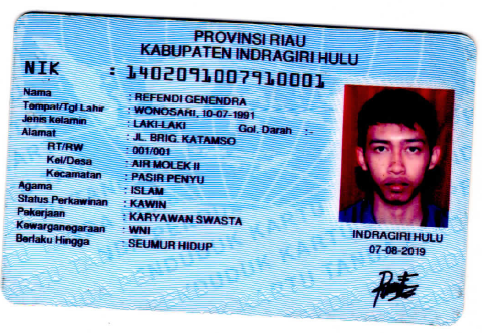 PROVINSI RIAU
KABUPATEN INDRAGIRI HULU
NIK : 1402091007910001
Nama : REFENDI GENENDRA
Tempat/Tgl Lahir : WONOSARI, 10-07-1991
Jenis kelamin : LAKI-LAKI Gol. Darah :-
Alamat : JL. BRIG. KATAMSO
RT/RW : 001/001
Kel/Desa : AIR MOLEK II
Kecamatan : PASIR PENYU
Agama : ISLAM
Status Perkawinan : KAWIN
Pekerjaan : KARYAWAN SWASTA
Kewarganegaraan : WNI
Berlaku Hingga : SEUMUR HIDUP
INDRAGIRI HULU
07-08-2019